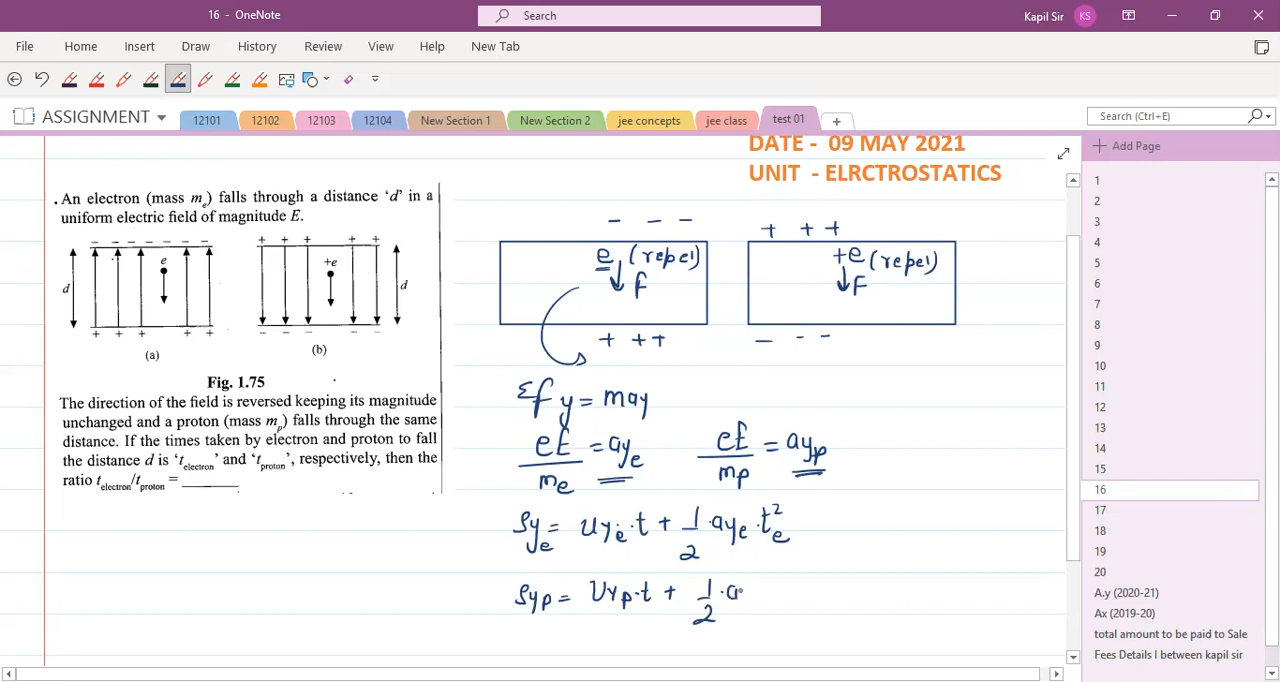 16 - OneNote
Search
Kapil Sir
KS
File Home Insert Draw History Review View Help New Tab
ASSIGNMENT
12101 12102 12103 12104 New Section 1 New Section 2 jee concepts jee class test 01 +
Search (Ctrl+E)
Add Page
DATE - 09 MAY 2021
UNIT - ELRCTROSTATICS
. An electron (mass mₑ) falls through a distance ‘d’ in a
uniform electric field of magnitude E.
– – – – – – –
e
d
+ + + + +
(a)
+ + + + +
+e
d
– – – – –
(b)
Fig. 1.75
The direction of the field is reversed keeping its magnitude
unchanged and a proton (mass mₚ) falls through the same
distance. If the times taken by electron and proton to fall
the distance d is ‘t_electron’ and ‘t_proton’, respectively, then the
ratio t_electron/t_proton = ______
– – –
e (repel)
↓ F
+ + +
+ + +
+e (repel)
↓ F
– – –
Σfy = may
eE/me = aye
eE/mp = ayp
Sye = uye·t + 1/2·aye·te²
Syp = Uyp·t + 1/2·a
1
2
3
4
5
6
7
8
9
10
11
12
13
14
15
16
17
18
19
20
A.y (2020-21)
Ax (2019-20)
total amount to be paid to Sale
Fees Details I between kapil sir